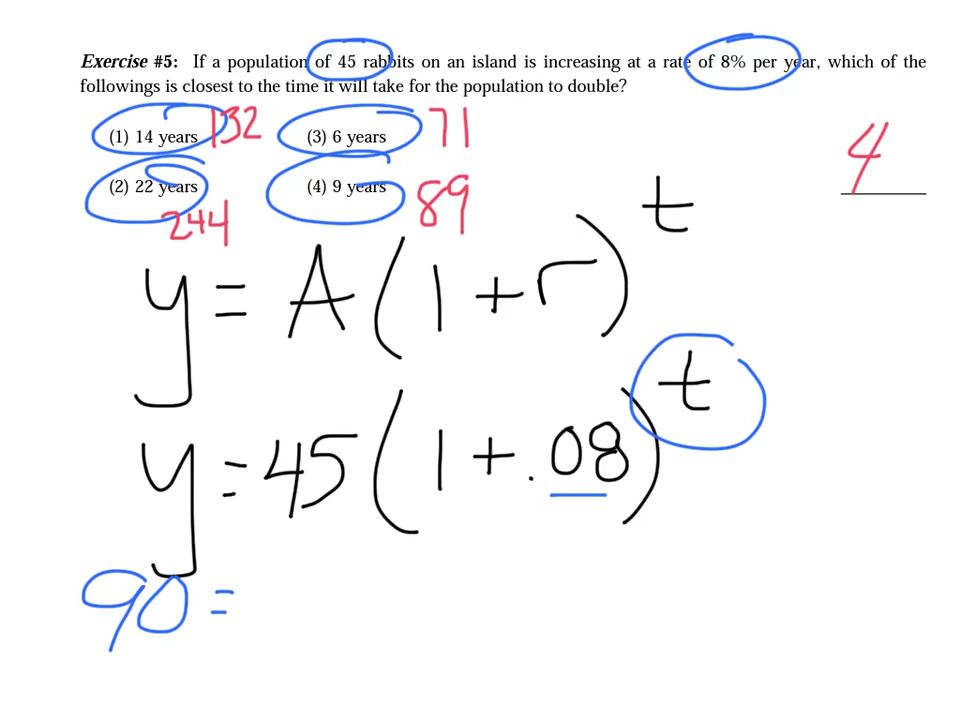 Exercise #5: If a population of 45 rabbits on an island is increasing at a rate of 8% per year, which of the
followings is closest to the time it will take for the population to double?
(1) 14 years 132 (3) 6 years 71
4
(2) 22 years 244 (4) 9 years 89
y = A(1+r)^t
y = 45(1+.08)^t
90 =